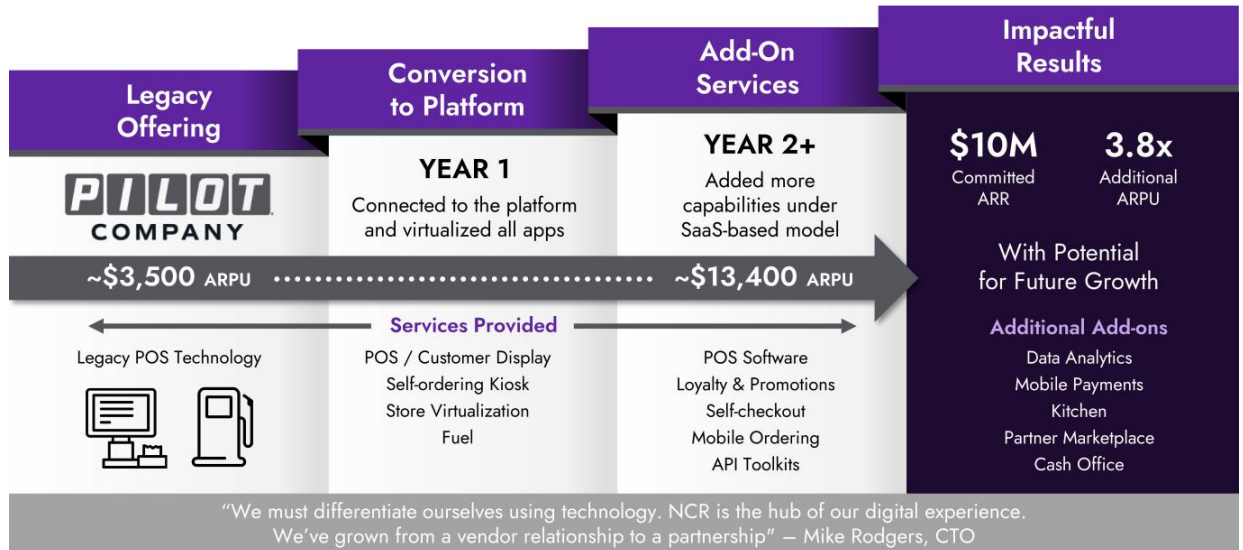 Legacy
Offering
PILOT
COMPANY
~$3,500 ARPU
Legacy POS Technology
Conversion
to Platform
YEAR 1
Connected to the platform
and virtualized all apps
Services Provided
POS / Customer Display
Self-ordering Kiosk
Store Virtualization
Fuel
Add-On
Services
YEAR 2+
Added more
capabilities under
SaaS-based model
~$13,400 ARPU
POS Software
Loyalty & Promotions
Self-checkout
Mobile Ordering
API Toolkits
Impactful
Results
$10M
Committed
ARR
3.8x
Additional
ARPU
With Potential
for Future Growth
Additional Add-ons
Data Analytics
Mobile Payments
Kitchen
Partner Marketplace
Cash Office
“We must differentiate ourselves using technology. NCR is the hub of our digital experience.
We’ve grown from a vendor relationship to a partnership” – Mike Rodgers, CTO